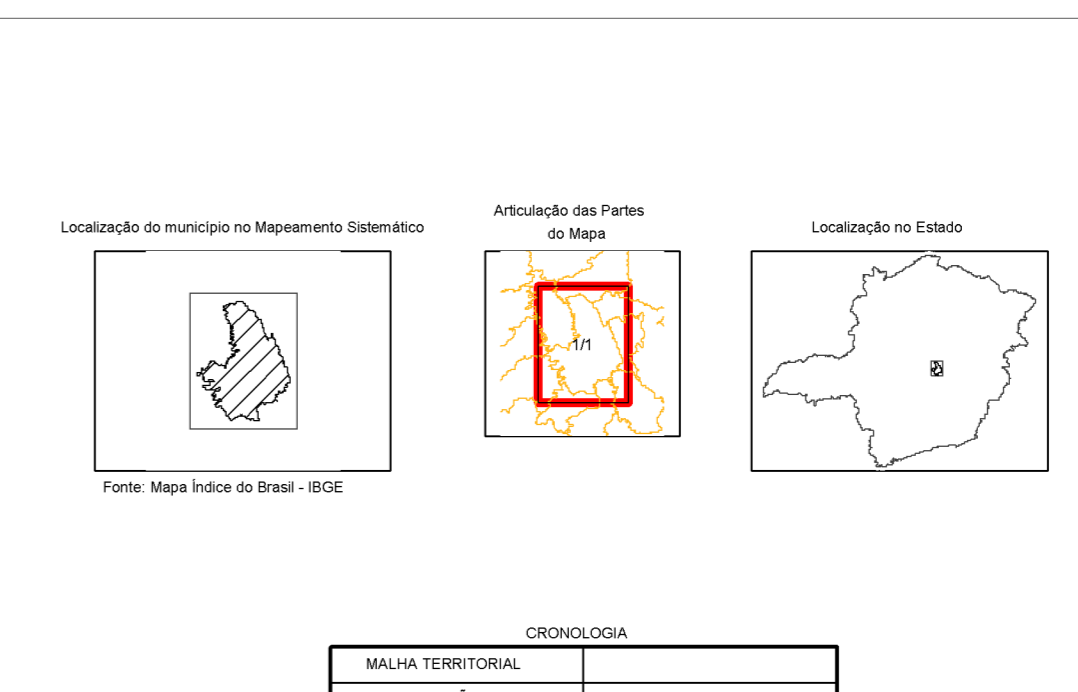 Localização do município no Mapeamento Sistemático
Articulação das Partes
do Mapa
Localização no Estado
1/1
Fonte: Mapa Índice do Brasil - IBGE
CRONOLOGIA
MALHA TERRITORIAL